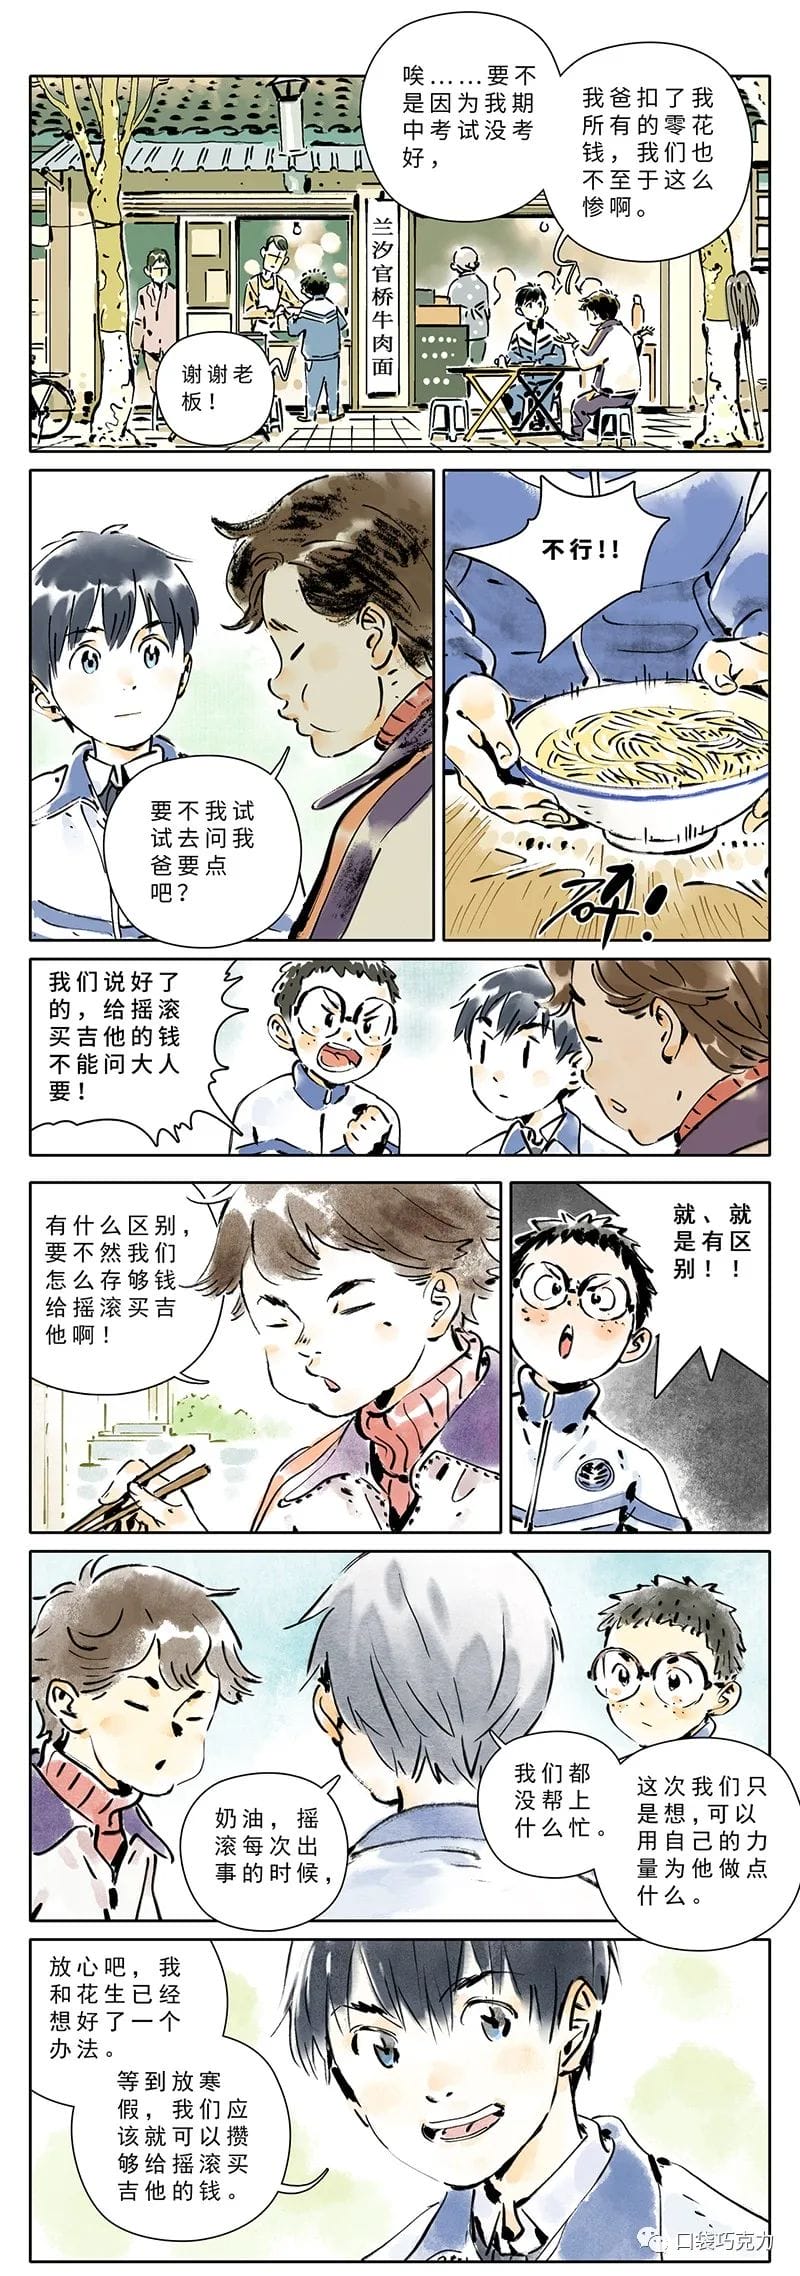 唉……要不
是因为我期
中考试没考
好，
我爸扣了我
所有的零花
钱，我们也
不至于这么
惨啊。
兰汐官桥牛肉面
谢谢老
板！
不行！！
要不我试
试去问我
爸要点
吧？
砰！
我们说好了
的，给摇滚
买吉他的钱
不能问大人
要！
有什么区别，
要不然我们
怎么存够钱
给摇滚买吉
他啊！
就、就
是有区
别！！
奶油，摇
滚每次出
事的时候，
我们都
没帮上
什么忙。
这次我们只
是想，可以
用自己的力
量为他做点
什么。
放心吧，我
和花生已经
想好了一个
办法。
等到放寒
假，我们应
该就可以攒
够给摇滚买
吉他的钱。
口袋巧克力